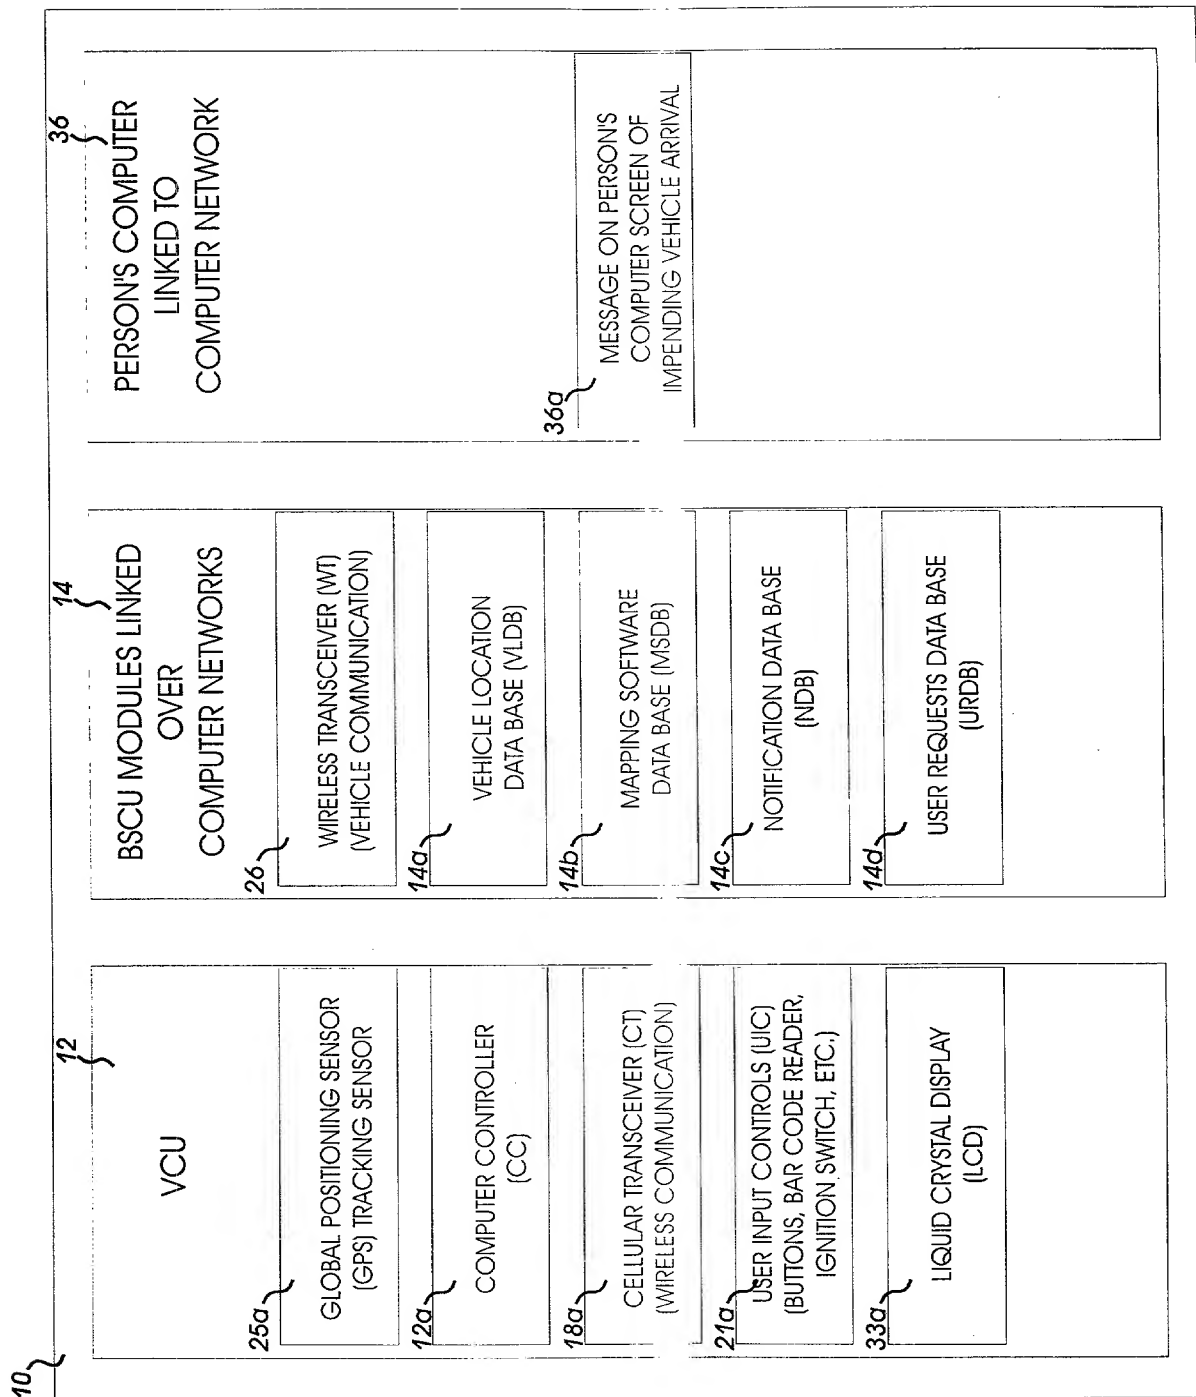 10
12
VCU
25a
GLOBAL POSITIONING SENSOR
(GPS) TRACKING SENSOR
12a
COMPUTER CONTROLLER
(CC)
18a
CELLULAR TRANSCEIVER (CT)
(WIRELESS COMMUNICATION)
21a
USER INPUT CONTROLS (UIC)
(BUTTONS, BAR CODE READER,
IGNITION SWITCH, ETC.)
33a
LIQUID CRYSTAL DISPLAY
(LCD)
14
BSCU MODULES LINKED
OVER
COMPUTER NETWORKS
26
WIRELESS TRANSCEIVER (WT)
(VEHICLE COMMUNICATION)
14a
VEHICLE LOCATION
DATA BASE (VLDB)
14b
MAPPING SOFTWARE
DATA BASE (MSDB)
14c
NOTIFICATION DATA BASE
(NDB)
14d
USER REQUESTS DATA BASE
(URDB)
36
PERSON'S COMPUTER
LINKED TO
COMPUTER NETWORK
36a
MESSAGE ON PERSON'S
COMPUTER SCREEN OF
IMPENDING VEHICLE ARRIVAL